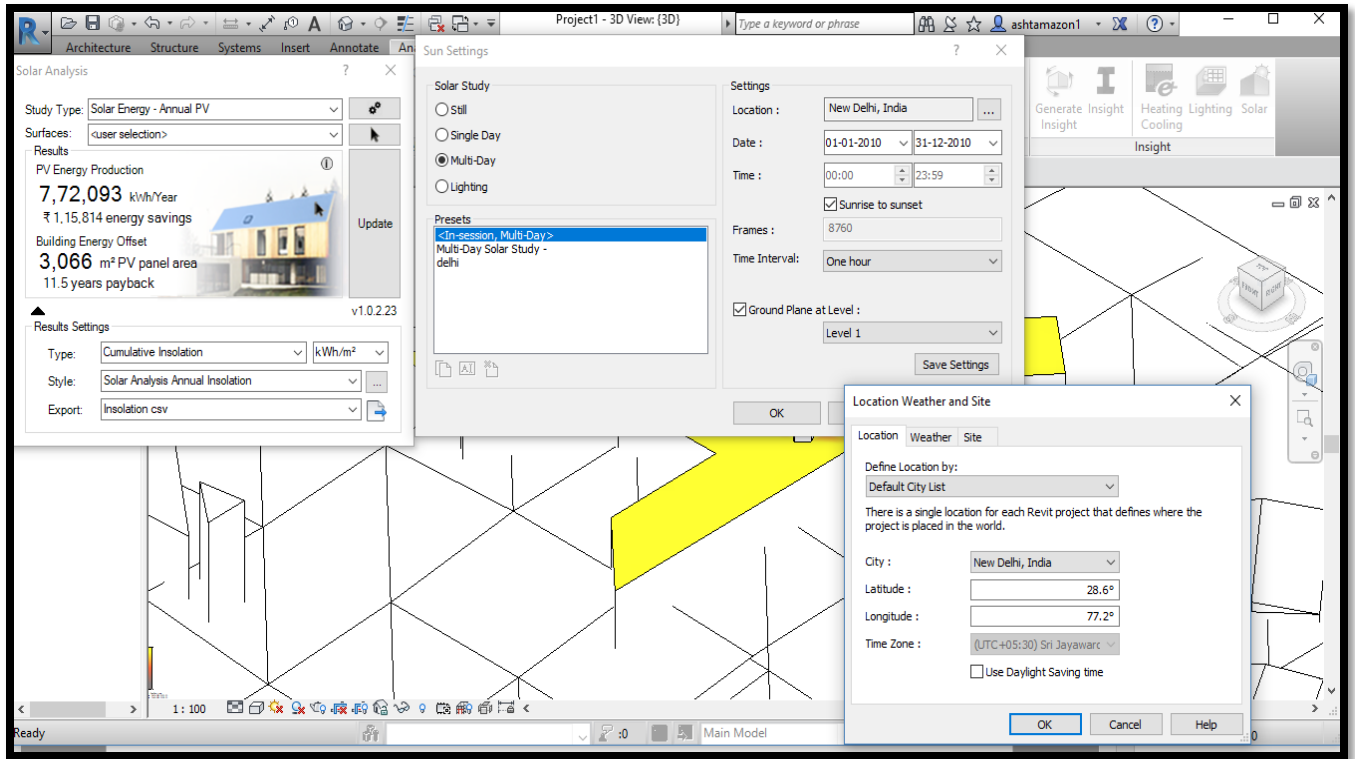 Project1 - 3D View: {3D}
Type a keyword or phrase
ashtamazon1
Architecture Structure Systems Insert Annotate An
Solar Analysis
Study Type: Solar Energy - Annual PV
Surfaces: <user selection>
Results
PV Energy Production
7,72,093 kWh/Year
₹ 1,15,814 energy savings
Building Energy Offset
3,066 m² PV panel area
11.5 years payback
Update
v1.0.2.23
Results Settings
Type: Cumulative Insolation kWh/m²
Style: Solar Analysis Annual Insolation
Export: Insolation csv
Sun Settings
Solar Study
Still
Single Day
Multi-Day
Lighting
Presets
<In-session, Multi-Day>
Multi-Day Solar Study -
delhi
Settings
Location : New Delhi, India
Date : 01-01-2010 31-12-2010
Time : 00:00 23:59
Sunrise to sunset
Frames : 8760
Time Interval: One hour
Ground Plane at Level :
Level 1
Save Settings
OK
Generate Insight
Insight
Heating Cooling
Lighting
Solar
Insight
TOP
FRONT RIGHT
Location Weather and Site
Location Weather Site
Define Location by:
Default City List
There is a single location for each Revit project that defines where the
project is placed in the world.
City : New Delhi, India
Latitude : 28.6°
Longitude : 77.2°
Time Zone : (UTC+05:30) Sri Jayawarc
Use Daylight Saving time
OK Cancel Help
1 : 100
Ready
:0
Main Model